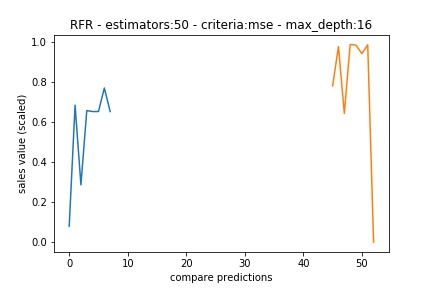 RFR - estimators:50 - criteria:mse - max_depth:16
sales value (scaled)
1.0
0.8
0.6
0.4
0.2
0.0
0 10 20 30 40 50
compare predictions